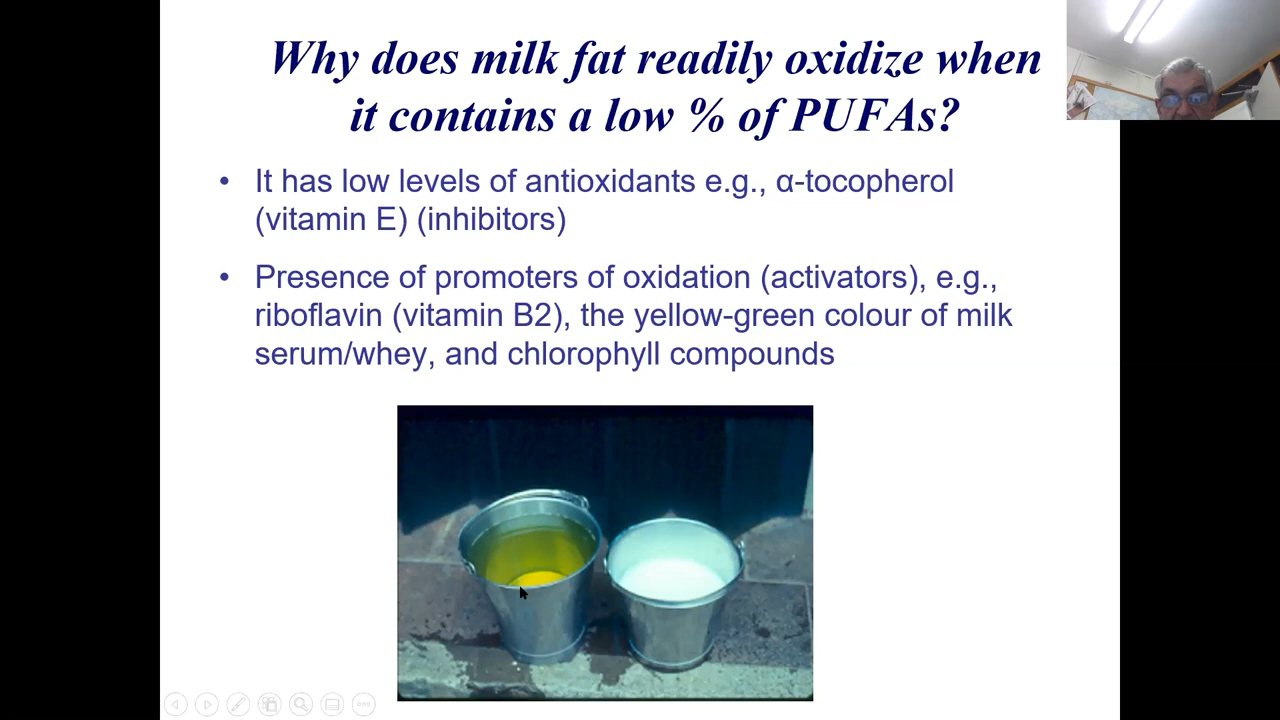 Why does milk fat readily oxidize when
it contains a low % of PUFAs?
• It has low levels of antioxidants e.g., α-tocopherol
(vitamin E) (inhibitors)
• Presence of promoters of oxidation (activators), e.g.,
riboflavin (vitamin B2), the yellow-green colour of milk
serum/whey, and chlorophyll compounds